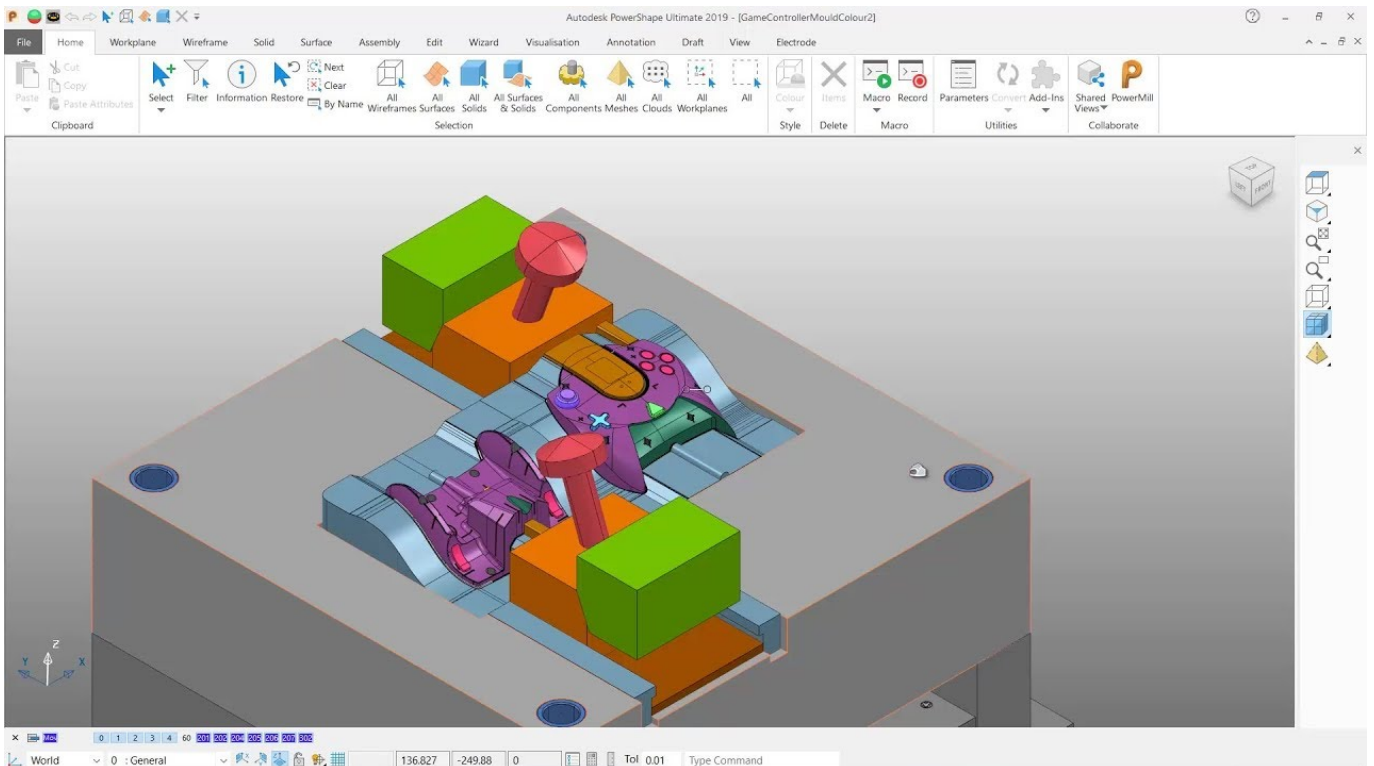 Autodesk PowerShape Ultimate 2019 - [GameControllerMouldColour2]
File Home Workplane Wireframe Solid Surface Assembly Edit Wizard Visualisation Annotation Draft View Electrode
Paste
Cut
Copy
Paste Attributes
Clipboard
Select
Filter
Information
Restore
Next
Clear
By Name
All Wireframes
All Surfaces
All Solids
All Surfaces & Solids
All Components
All Meshes
All Clouds
All Workplanes
All
Selection
Colour
Style
Items
Delete
Macro
Record
Macro
Parameters
Convert
Add-Ins
Utilities
Shared Views
PowerMill
Collaborate
TOP
LEFT
FRONT
Z
Y
X
0 1 2 3 4 60 201 202 204 205 206 207 302
World 0 : General 136.827 -249.88 0 Tol 0.01 Type Command